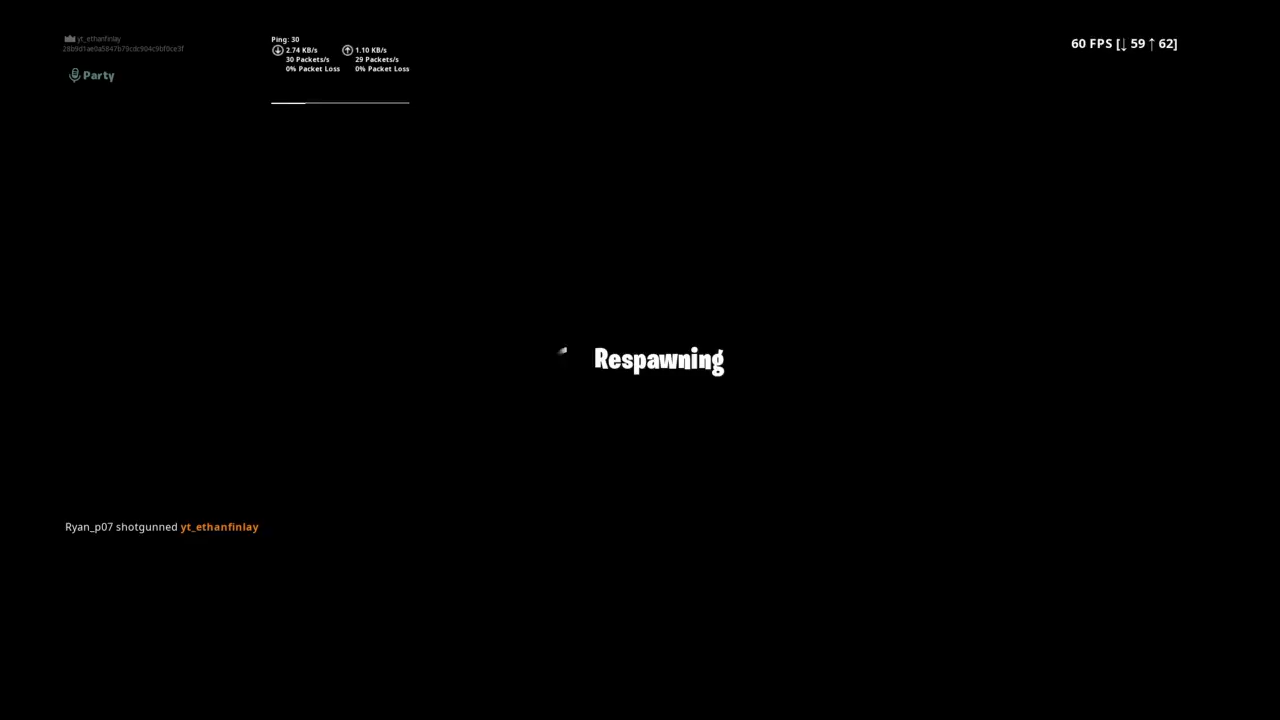 yt_ethanfinlay
Party
Ping: 30
2.74 KB/s
30 Packets/s
0% Packet Loss
1.10 KB/s
29 Packets/s
0% Packet Loss
60 FPS [↓ 59 ↑ 62]
Respawning
Ryan_p07 shotgunned yt_ethanfinlay